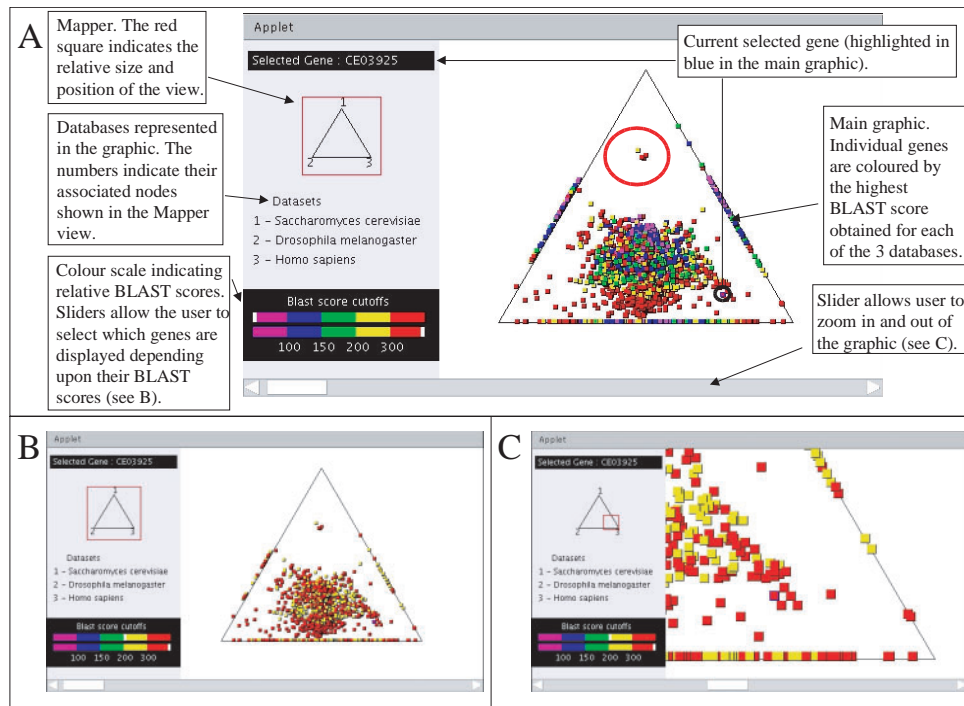 A
Mapper. The red
square indicates the
relative size and
position of the view.
Databases represented
in the graphic. The
numbers indicate their
associated nodes
shown in the Mapper
view.
Colour scale indicating
relative BLAST scores.
Sliders allow the user to
select which genes are
displayed depending
upon their BLAST
scores (see B).
Applet
Selected Gene : CE03925
1
2
3
Datasets
1 – Saccharomyces cerevisiae
2 – Drosophila melanogaster
3 – Homo sapiens
Blast score cutoffs
100 150 200 300
Current selected gene (highlighted in
blue in the main graphic).
Main graphic.
Individual genes
are coloured by
the highest
BLAST score
obtained for each
of the 3 databases.
Slider allows user to
zoom in and out of
the graphic (see C).
B
Applet
Selected Gene : CE03925
1
2
3
Datasets
1 – Saccharomyces cerevisiae
2 – Drosophila melanogaster
3 – Homo sapiens
Blast score cutoffs
100 150 200 300
C
Applet
Selected Gene : CE03925
1
2
3
Datasets
1 – Saccharomyces cerevisiae
2 – Drosophila melanogaster
3 – Homo sapiens
Blast score cutoffs
100 150 200 300